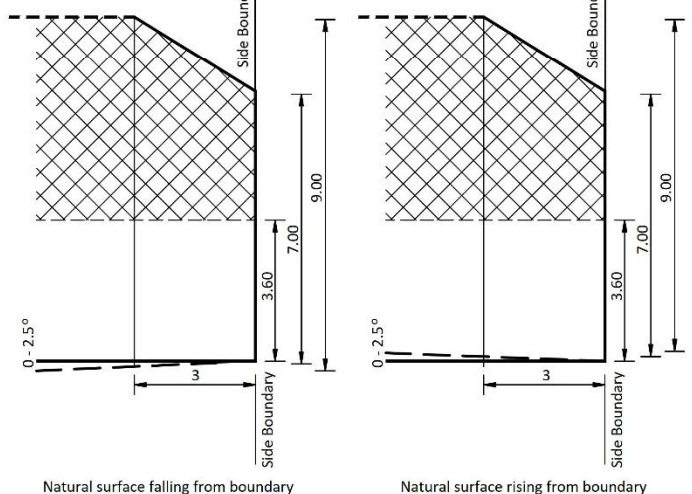 Side Bound
9.00
7.00
3.60
0 - 2.5°
3
Side Boundary
Natural surface falling from boundary
Side Bound
9.00
7.00
3.60
0 - 2.5°
3
Side Boundary
Natural surface rising from boundary